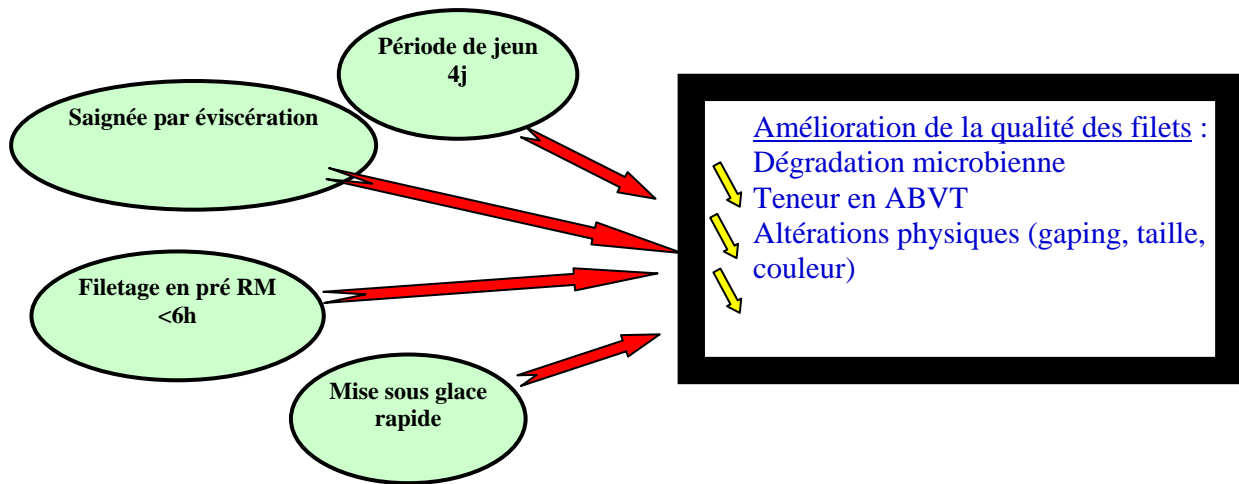 Période de jeun
4j
Saignée par éviscération
Filetage en pré RM
<6h
Mise sous glace
rapide
Amélioration de la qualité des filets :
Dégradation microbienne
Teneur en ABVT
Altérations physiques (gaping, taille,
couleur)